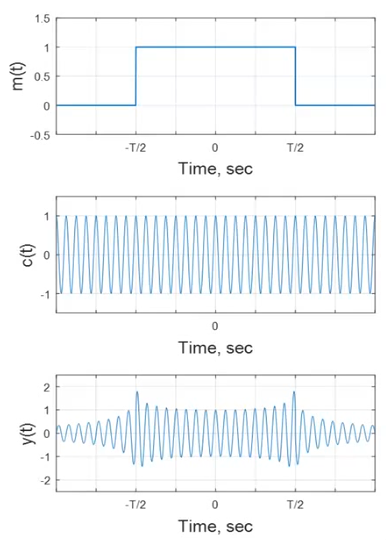 1.5
1
0.5
0
-0.5
m(t)
-T/2 0 T/2
Time, sec
1
0
-1
c(t)
0
Time, sec
2
1
0
-1
-2
y(t)
-T/2 0 T/2
Time, sec